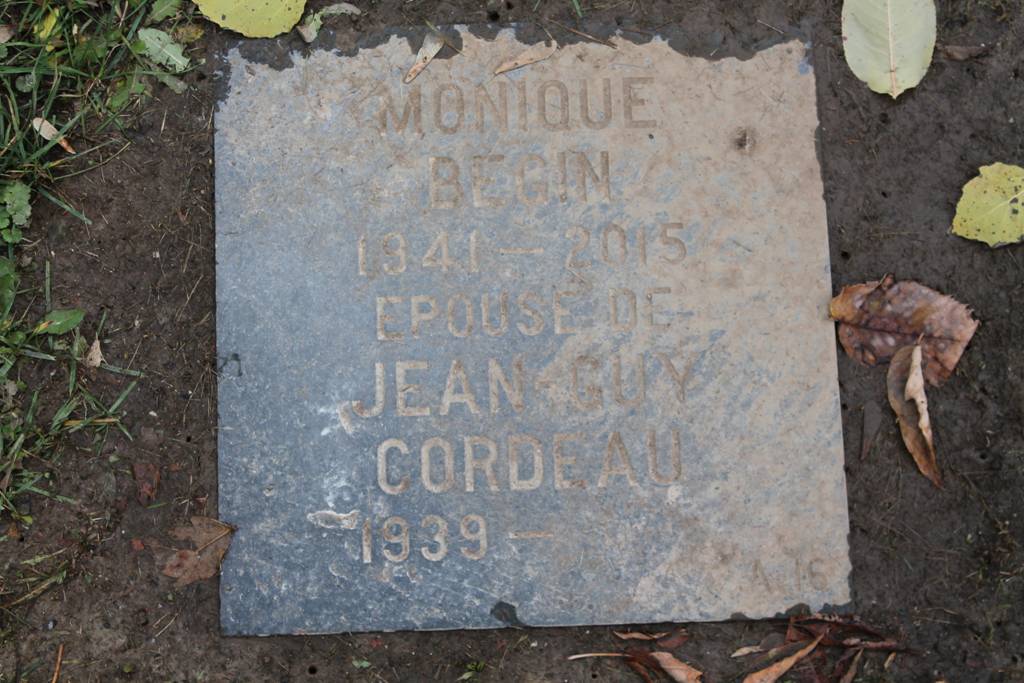 MONIQUE
BEGIN
1941 — 2015
EPOUSE DE
JEAN-GUY
CORDEAU
1939 —